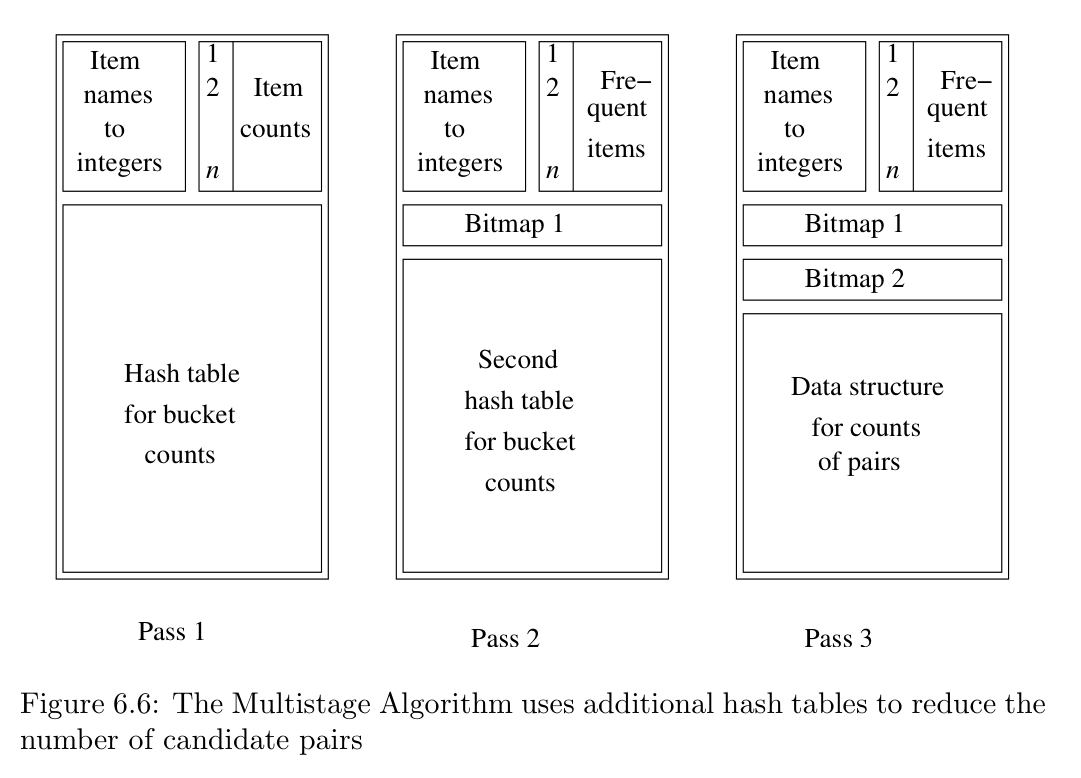 Item
names
to
integers
1
2
n
Item
counts
Hash table
for bucket
counts
Pass 1
Item
names
to
integers
1
2
n
Fre–
quent
items
Bitmap 1
Second
hash table
for bucket
counts
Pass 2
Item
names
to
integers
1
2
n
Fre–
quent
items
Bitmap 1
Bitmap 2
Data structure
for counts
of pairs
Pass 3
Figure 6.6: The Multistage Algorithm uses additional hash tables to reduce the
number of candidate pairs